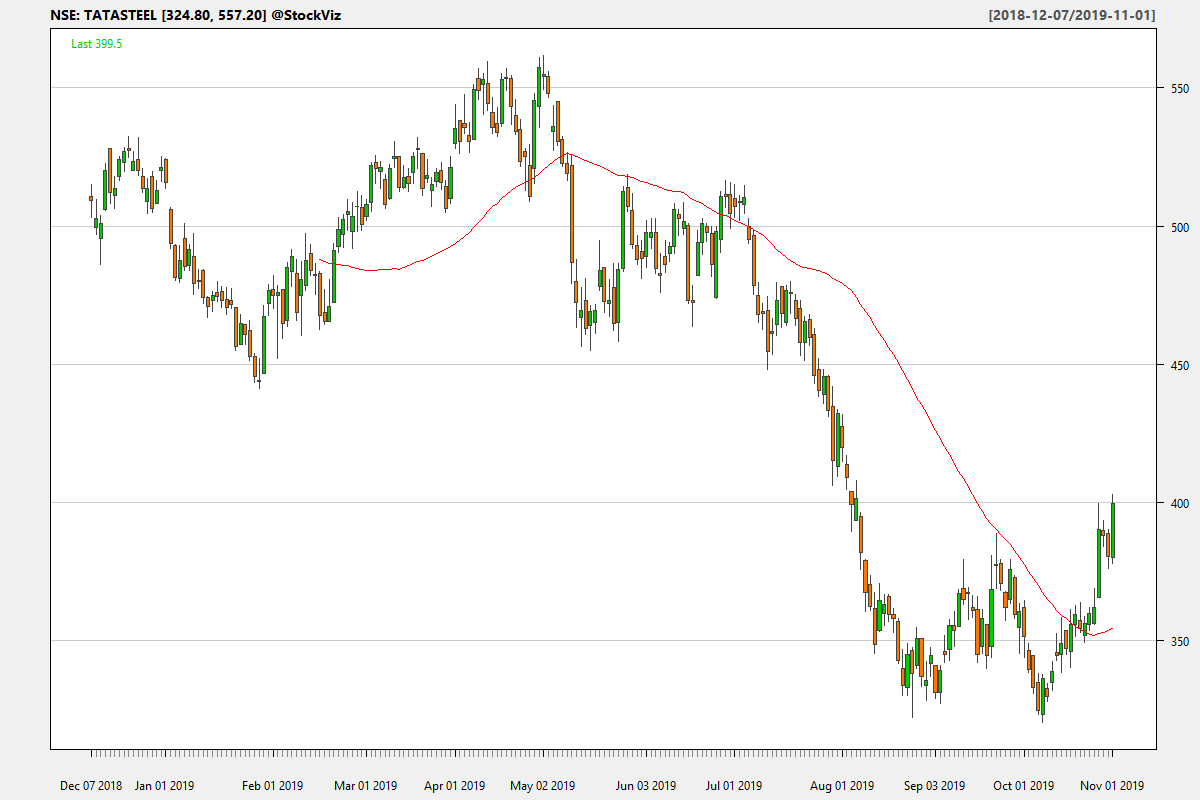 NSE: TATASTEEL [324.80, 557.20] @StockViz [2018-12-07/2019-11-01]
Last 399.5
550
500
450
400
350
Dec 07 2018 Jan 01 2019 Feb 01 2019 Mar 01 2019 Apr 01 2019 May 02 2019 Jun 03 2019 Jul 01 2019 Aug 01 2019 Sep 03 2019 Oct 01 2019 Nov 01 2019